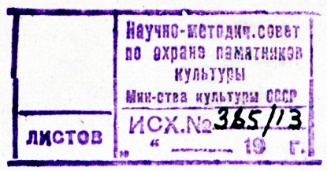 Научно-методич.совет
по охране памятников
культуры
Мин-ства культуры СССР
ЛИСТОВ
ИСХ.№ 365/13
„ “ 19 г.